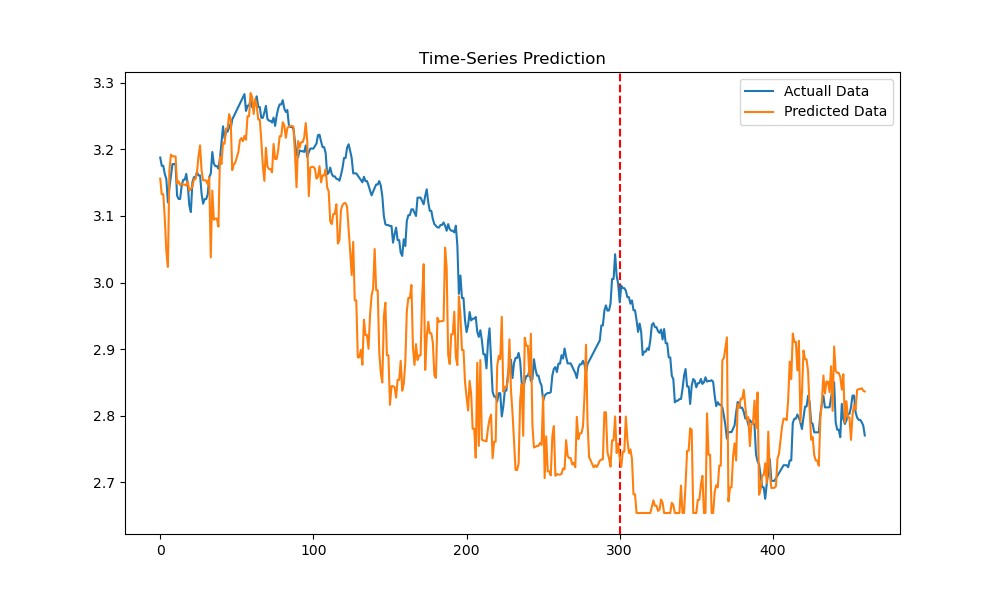 Time-Series Prediction
Actuall Data
Predicted Data
3.3
3.2
3.1
3.0
2.9
2.8
2.7
0 100 200 300 400